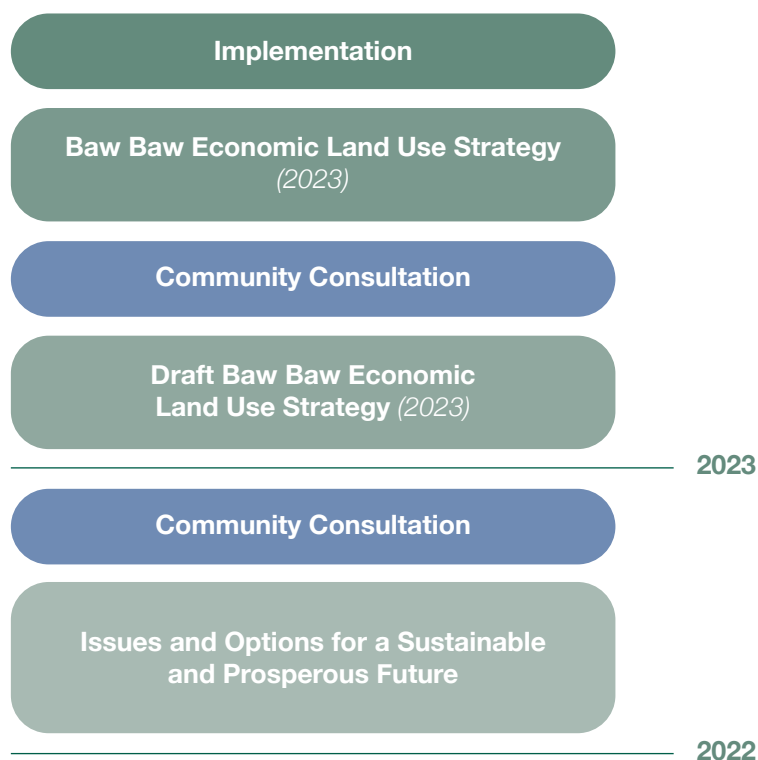 Implementation
Baw Baw Economic Land Use Strategy
(2023)
Community Consultation
Draft Baw Baw Economic
Land Use Strategy (2023)
2023
Community Consultation
Issues and Options for a Sustainable
and Prosperous Future
2022